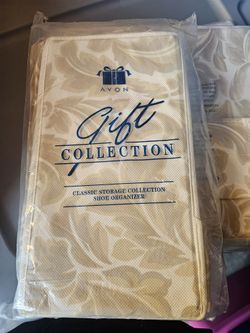 AVON
Gift
COLLECTION
CLASSIC STORAGE COLLECTION
SHOE ORGANIZER